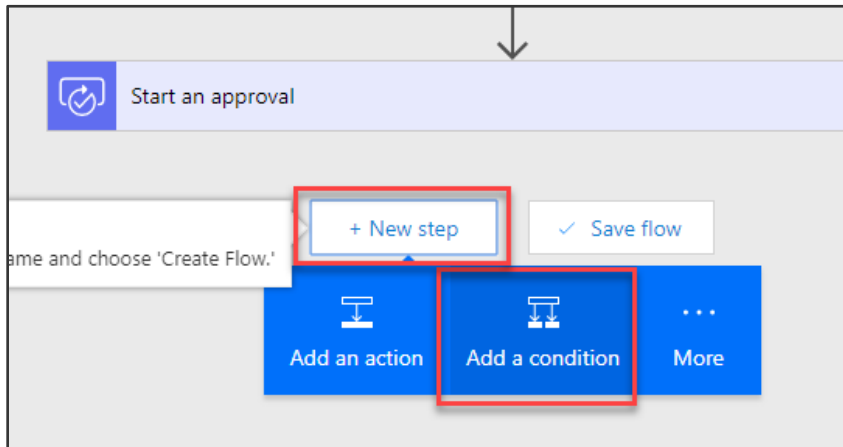 Start an approval
+ New step
✓ Save flow
ame and choose 'Create Flow.'
Add an action
Add a condition
... More